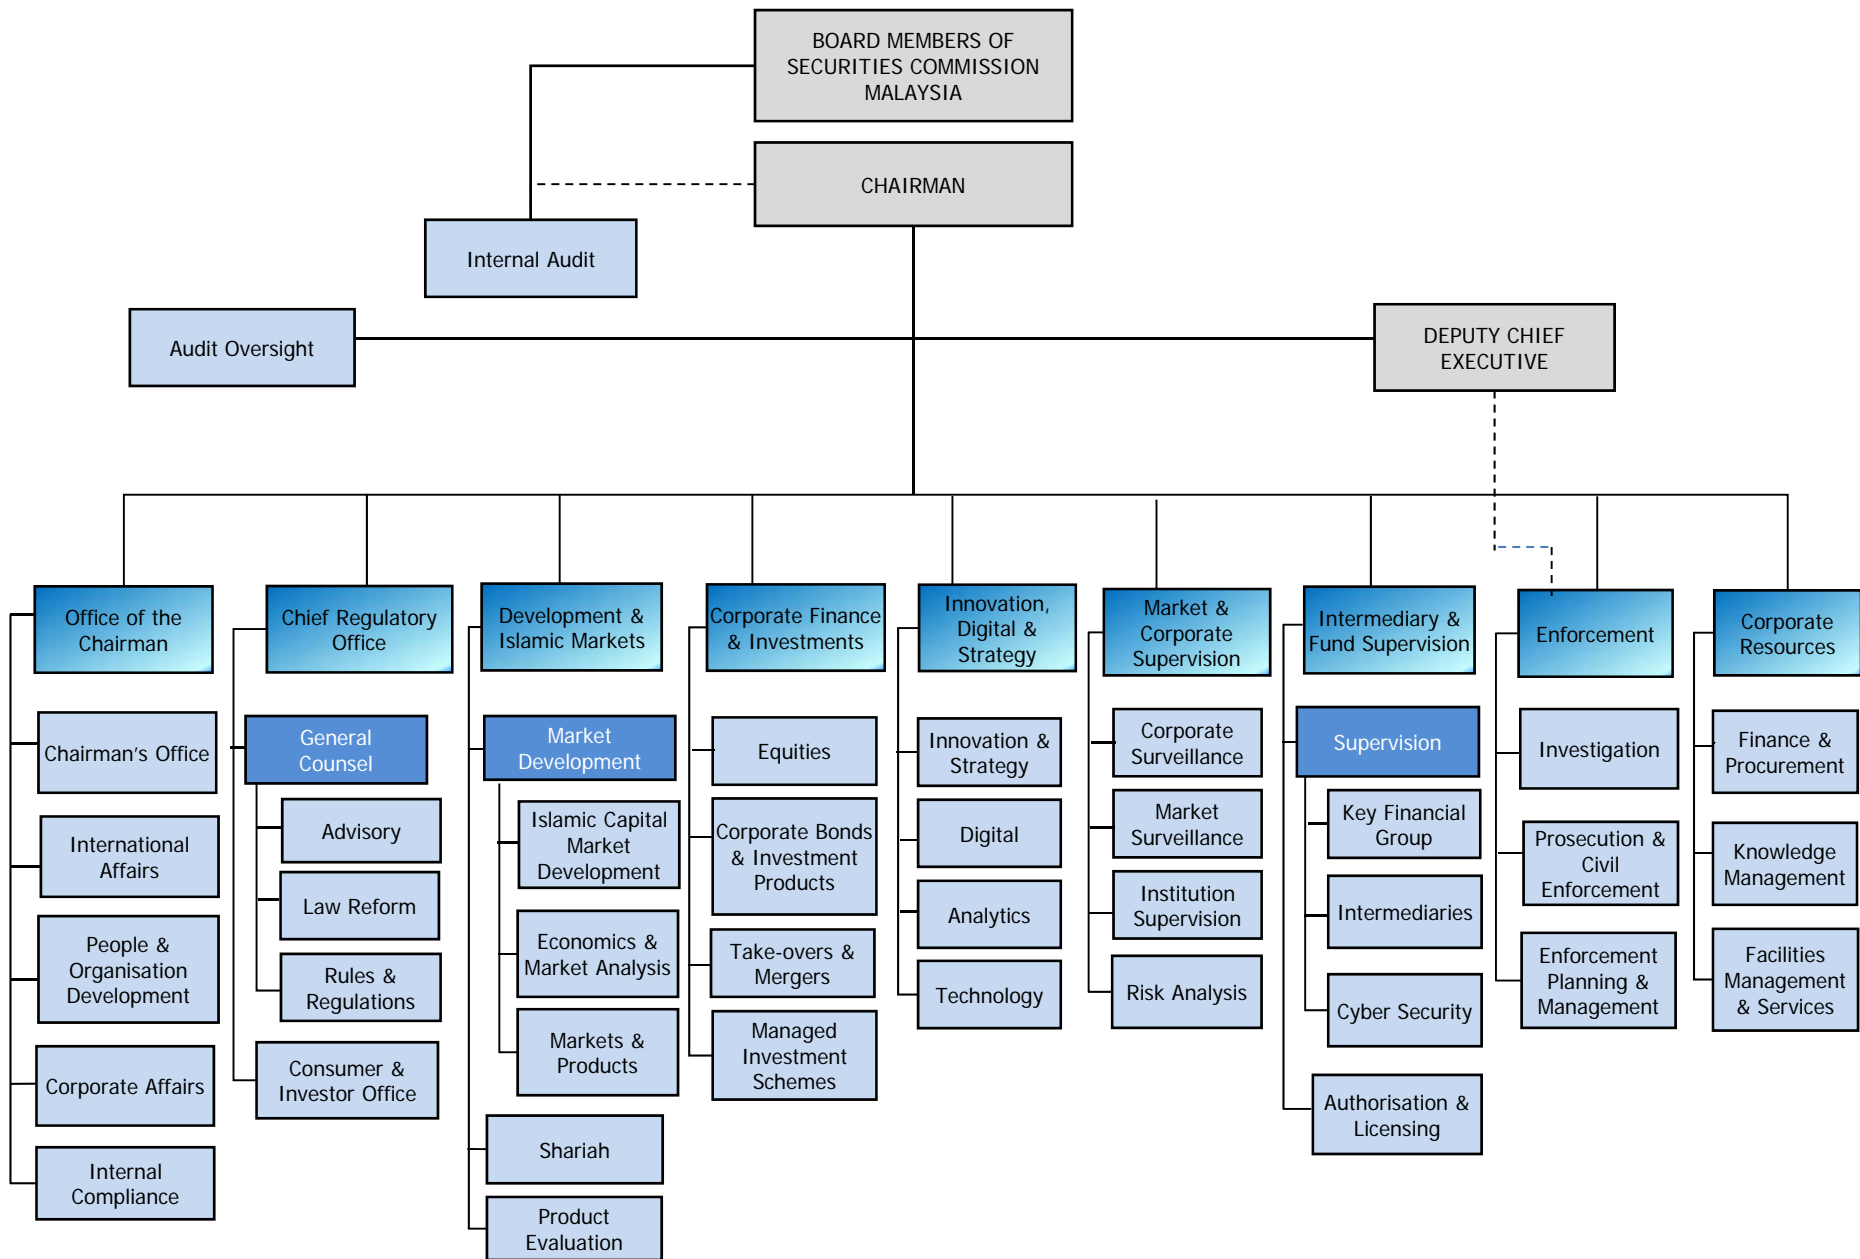 BOARD MEMBERS OF
SECURITIES COMMISSION
MALAYSIA
CHAIRMAN
Internal Audit
Audit Oversight
DEPUTY CHIEF
EXECUTIVE
Office of the
Chairman
Chairman's Office
International
Affairs
People &
Organisation
Development
Corporate Affairs
Internal
Compliance
Chief Regulatory
Office
General
Counsel
Advisory
Law Reform
Rules &
Regulations
Consumer &
Investor Office
Development &
Islamic Markets
Market
Development
Islamic Capital
Market
Development
Economics &
Market Analysis
Markets &
Products
Shariah
Product
Evaluation
Corporate Finance
& Investments
Equities
Corporate Bonds
& Investment
Products
Take-overs &
Mergers
Managed
Investment
Schemes
Innovation,
Digital &
Strategy
Innovation &
Strategy
Digital
Analytics
Technology
Market &
Corporate
Supervision
Corporate
Surveillance
Market
Surveillance
Institution
Supervision
Risk Analysis
Intermediary &
Fund Supervision
Supervision
Key Financial
Group
Intermediaries
Cyber Security
Authorisation &
Licensing
Enforcement
Investigation
Prosecution &
Civil
Enforcement
Enforcement
Planning &
Management
Corporate
Resources
Finance &
Procurement
Knowledge
Management
Facilities
Management
& Services